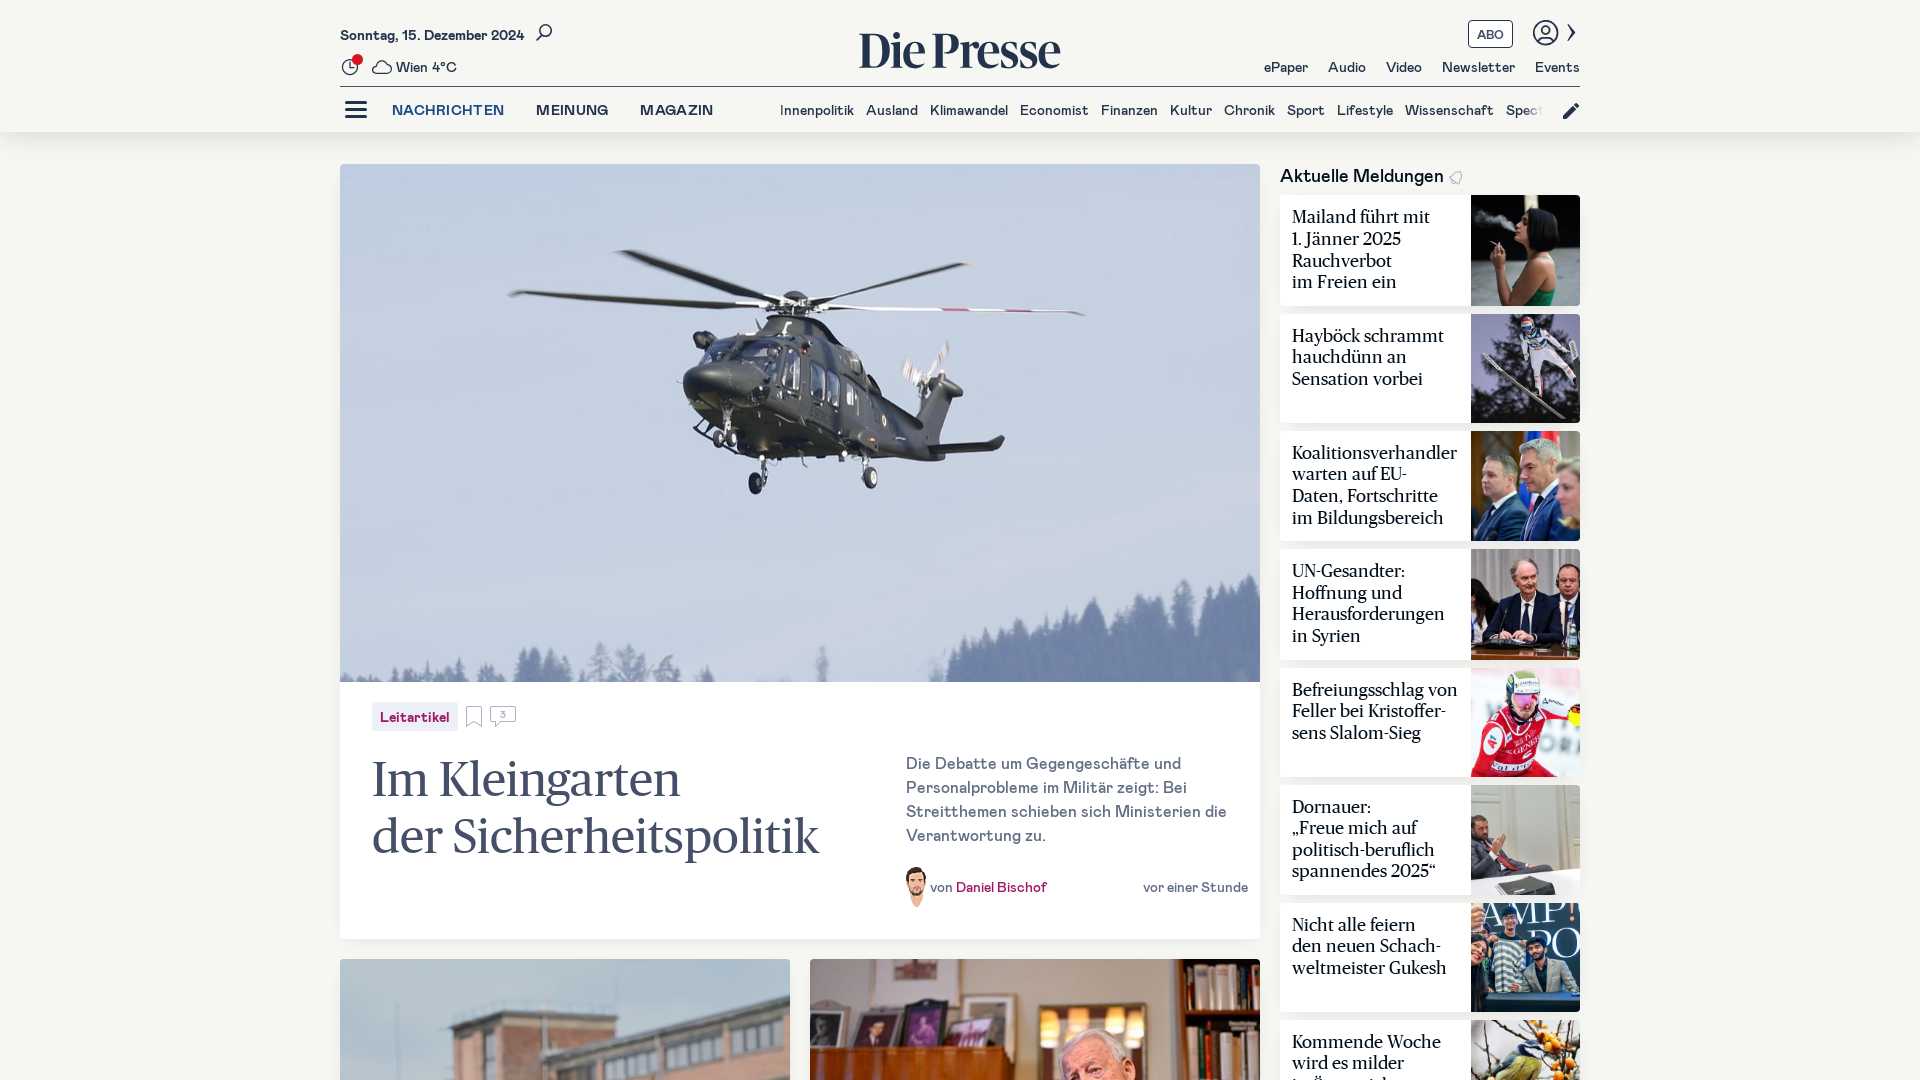 Sonntag, 15. Dezember 2024
Wien 4°C
Die Presse
ABO
ePaper Audio Video Newsletter Events
NACHRICHTEN MEINUNG MAGAZIN
Innenpolitik Ausland Klimawandel Economist Finanzen Kultur Chronik Sport Lifestyle Wissenschaft
Leitartikel
3
Im Kleingarten
der Sicherheitspolitik
Die Debatte um Gegengeschäfte und
Personalprobleme im Militär zeigt: Bei
Streitthemen schieben sich Ministerien die
Verantwortung zu.
von Daniel Bischof
vor einer Stunde
Aktuelle Meldungen
Mailand führt mit
1. Jänner 2025
Rauchverbot
im Freien ein
Hayböck schrammt
hauchdünn an
Sensation vorbei
Koalitionsverhandler
warten auf EU-
Daten, Fortschritte
im Bildungsbereich
UN-Gesandter:
Hoffnung und
Herausforderungen
in Syrien
Befreiungsschlag von
Feller bei Kristoffer-
sens Slalom-Sieg
Dornauer:
„Freue mich auf
politisch-beruflich
spannendes 2025“
Nicht alle feiern
den neuen Schach-
weltmeister Gukesh
Kommende Woche
wird es milder